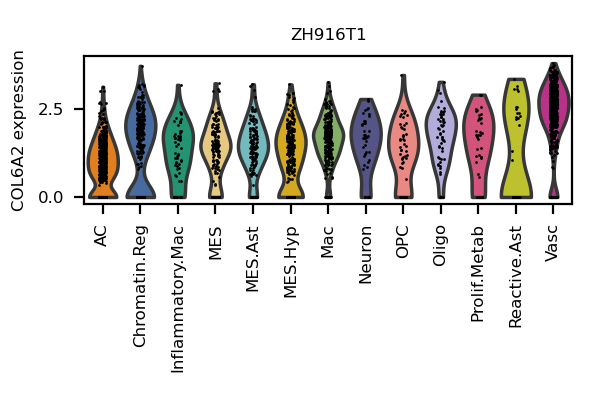 ZH916T1
COL6A2 expression
2.5
0.0
AC
Chromatin.Reg
Inflammatory.Mac
MES
MES.Ast
MES.Hyp
Mac
Neuron
OPC
Oligo
Prolif.Metab
Reactive.Ast
Vasc